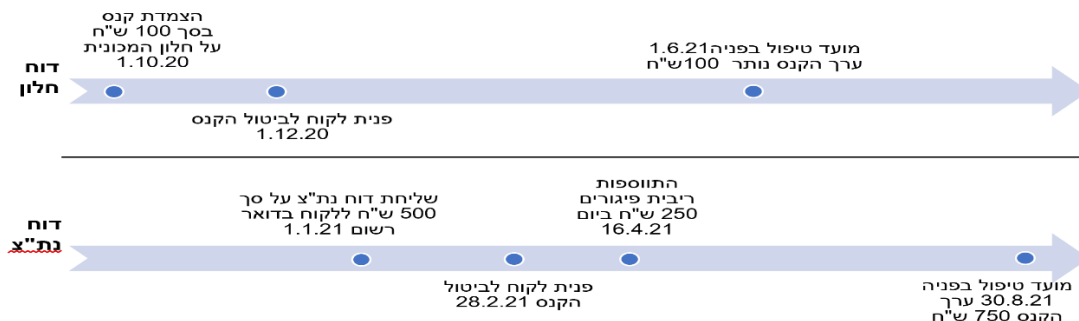 דוח
חלון
הצמדת קנס
בסך 100 ש"ח
על חלון המכונית
1.10.20
פנית לקוח לביטול הקנס
1.12.20
מועד טיפול בפניה1.6.21
ערך הקנס נותר 100ש"ח
דוח
נת"צ
שליחת דוח נת"צ על סך
500 ש"ח ללקוח בדואר
רשום 1.1.21
פנית לקוח לביטול
הקנס 28.2.21
התווספות
ריבית פיגורים
250 ש"ח ביום
16.4.21
מועד טיפול בפניה
30.8.21 ערך
הקנס 750 ש"ח